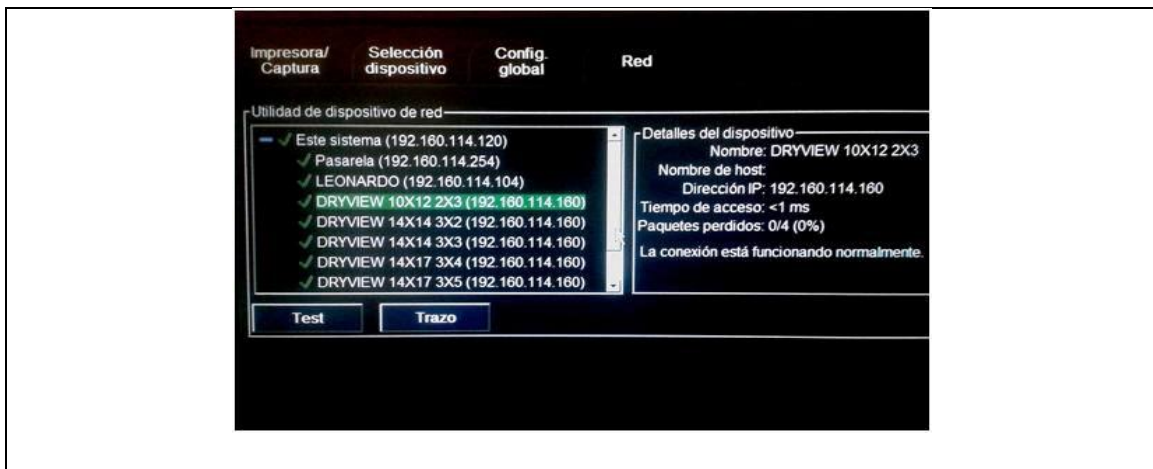 Impresora/
Captura
Selección
dispositivo
Config.
global
Red
Utilidad de dispositivo de red
Este sistema (192.160.114.120)
Pasarela (192.160.114.254)
LEONARDO (192.160.114.104)
DRYVIEW 10X12 2X3 (192.160.114.160)
DRYVIEW 14X14 3X2 (192.160.114.160)
DRYVIEW 14X14 3X3 (192.160.114.160)
DRYVIEW 14X17 3X4 (192.160.114.160)
DRYVIEW 14X17 3X5 (192.160.114.160)
Detalles del dispositivo
Nombre: DRYVIEW 10X12 2X3
Nombre de host:
Dirección IP: 192.160.114.160
Tiempo de acceso: <1 ms
Paquetes perdidos: 0/4 (0%)
La conexión está funcionando normalmente.
Test
Trazo